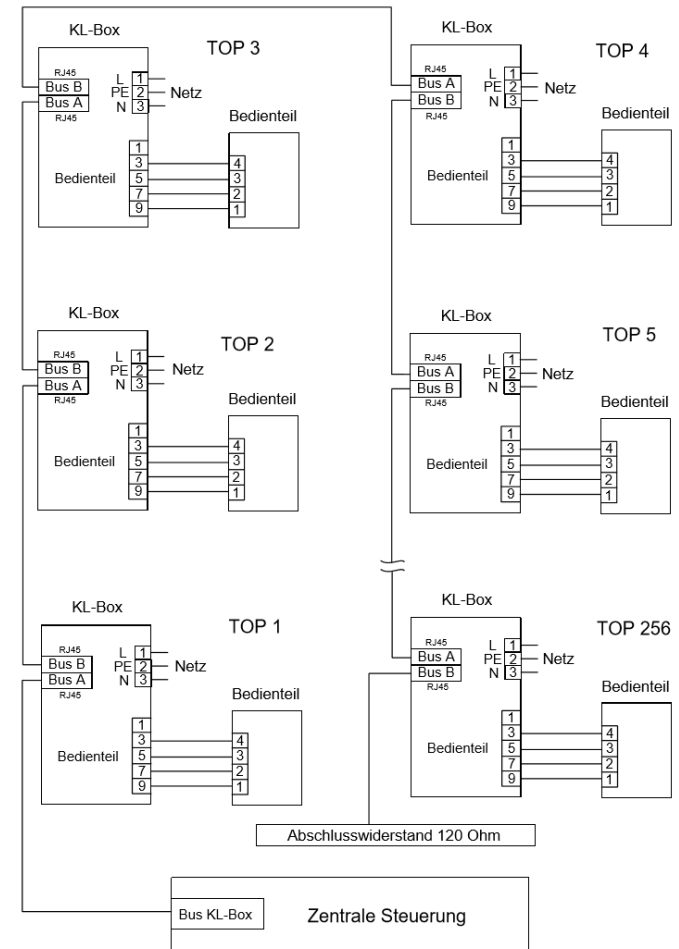 KL-Box
TOP 3
RJ45
Bus B
Bus A
RJ45
L 1
PE 2 Netz
N 3
Bedienteil
1
3
5
7
9
Bedienteil
4
3
2
1
KL-Box
TOP 4
RJ45
Bus A
Bus B
RJ45
L 1
PE 2 Netz
N 3
Bedienteil
1
3
5
7
9
Bedienteil
4
3
2
1
KL-Box
TOP 2
RJ45
Bus B
Bus A
RJ45
L 1
PE 2 Netz
N 3
Bedienteil
1
3
5
7
9
Bedienteil
4
3
2
1
KL-Box
TOP 5
RJ45
Bus A
Bus B
RJ45
L 1
PE 2 Netz
N 3
Bedienteil
1
3
5
7
9
Bedienteil
4
3
2
1
KL-Box
TOP 1
RJ45
Bus B
Bus A
RJ45
L 1
PE 2 Netz
N 3
Bedienteil
1
3
5
7
9
Bedienteil
4
3
2
1
KL-Box
TOP 256
RJ45
Bus A
Bus B
RJ45
L 1
PE 2 Netz
N 3
Bedienteil
1
3
5
7
9
Bedienteil
4
3
2
1
Abschlusswiderstand 120 Ohm
Bus KL-Box
Zentrale Steuerung